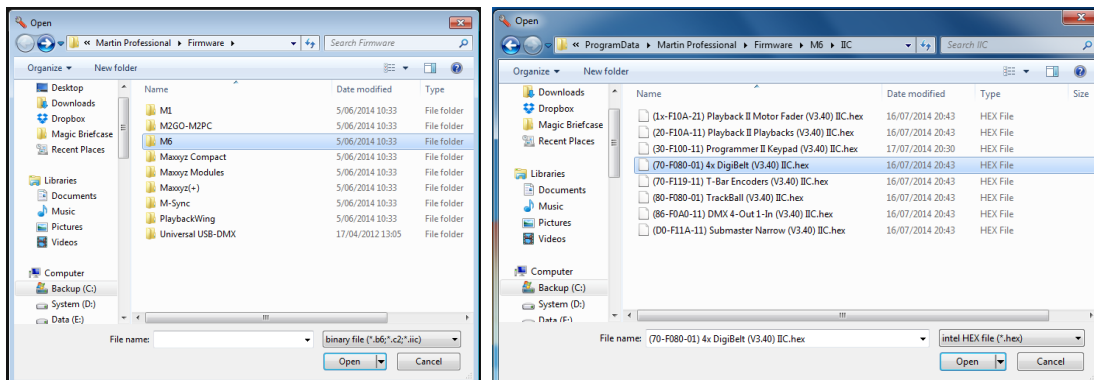 Open
« Martin Professional ▸ Firmware ▸
Search Firmware
Organize ▾ New folder
Desktop
Downloads
Dropbox
Magic Briefcase
Recent Places
Libraries
Documents
Music
Pictures
Videos
Computer
Backup (C:)
System (D:)
Data (E:)
Name Date modified Type
M1 5/06/2014 10:33 File folder
M2GO-M2PC 5/06/2014 10:33 File folder
M6 5/06/2014 10:33 File folder
Maxxyz Compact 5/06/2014 10:33 File folder
Maxxyz Modules 5/06/2014 10:33 File folder
Maxxyz(+) 5/06/2014 10:33 File folder
M-Sync 5/06/2014 10:33 File folder
PlaybackWing 5/06/2014 10:33 File folder
Universal USB-DMX 17/04/2012 13:05 File folder
File name:
binary file (*.b6;*.c2;*.iic)
Open Cancel
Open
« ProgramData ▸ Martin Professional ▸ Firmware ▸ M6 ▸ IIC
Search IIC
Organize ▾ New folder
Downloads
Dropbox
Magic Briefcase
Recent Places
Libraries
Documents
Music
Pictures
Videos
Computer
Backup (C:)
System (D:)
Data (E:)
Name Date modified Type Size
(1x-F10A-21) Playback II Motor Fader (V3.40) IIC.hex 16/07/2014 20:43 HEX File
(20-F10A-11) Playback II Playbacks (V3.40) IIC.hex 16/07/2014 20:43 HEX File
(30-F100-11) Programmer II Keypad (V3.40) IIC.hex 17/07/2014 20:30 HEX File
(70-F080-01) 4x DigiBelt (V3.40) IIC.hex 16/07/2014 20:43 HEX File
(70-F119-11) T-Bar Encoders (V3.40) IIC.hex 16/07/2014 20:43 HEX File
(80-F080-01) TrackBall (V3.40) IIC.hex 16/07/2014 20:43 HEX File
(86-F0A0-11) DMX 4-Out 1-In (V3.40) IIC.hex 16/07/2014 20:43 HEX File
(D0-F11A-11) Submaster Narrow (V3.40) IIC.hex 16/07/2014 20:43 HEX File
File name: (70-F080-01) 4x DigiBelt (V3.40) IIC.hex
intel HEX file (*.hex)
Open Cancel